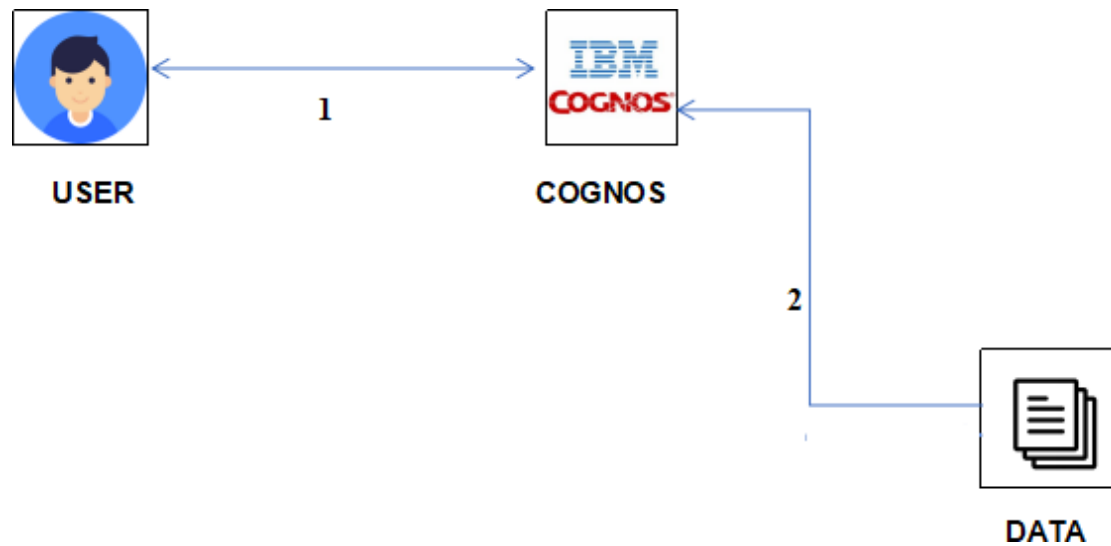 IBM
COGNOS
1
USER
COGNOS
2
DATA